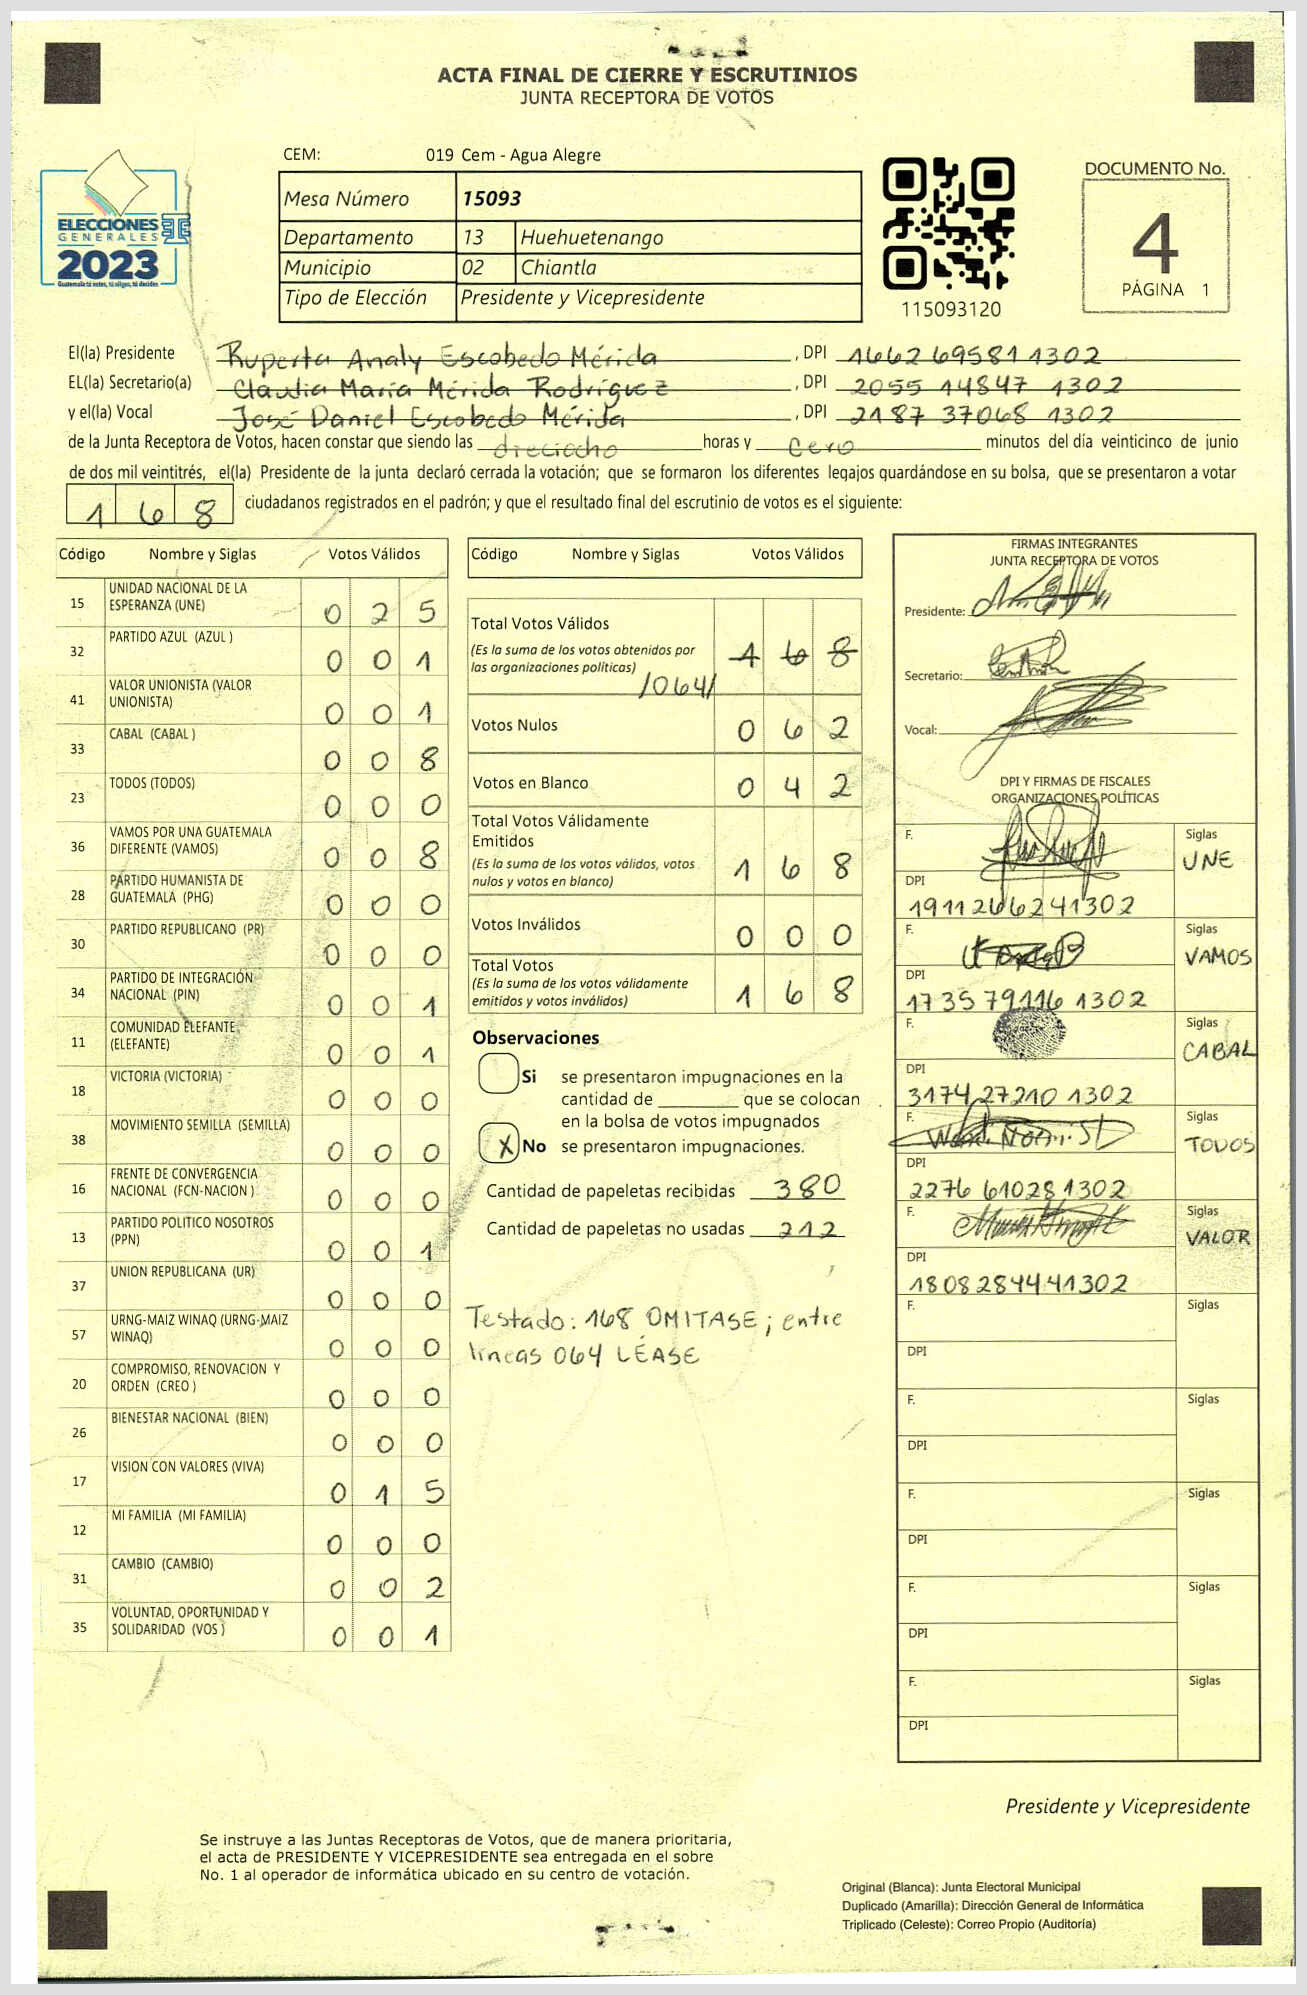 ACTA FINAL DE CIERRE Y ESCRUTINIOS
JUNTA RECEPTORA DE VOTOS
CEM: 019 Cem - Agua Alegre
ELECCIONES
GENERALES
2023
Guatemala tú votes, tú eliges, tú decides
Mesa Número 15093
Departamento 13 Huehuetenango
Municipio 02 Chiantla
Tipo de Elección Presidente y Vicepresidente
115093120
DOCUMENTO No.
4
PÁGINA 1
El(la) Presidente Ruperta Analy Escobedo Mérida , DPI 1662 69581 1302
EL(la) Secretario(a) Claudia María Mérida Rodríguez , DPI 2055 14847 1302
y el(la) Vocal José Daniel Escobedo Mérida , DPI 2187 37068 1302
de la Junta Receptora de Votos, hacen constar que siendo las dieciocho horas y cero minutos del día veinticinco de junio
de dos mil veintitrés, el(la) Presidente de la junta declaró cerrada la votación; que se formaron los diferentes legajos quardándose en su bolsa, que se presentaron a votar
168 ciudadanos registrados en el padrón; y que el resultado final del escrutinio de votos es el siguiente:
Código Nombre y Siglas Votos Válidos
15 UNIDAD NACIONAL DE LA ESPERANZA (UNE) 0 2 5
32 PARTIDO AZUL (AZUL ) 0 0 1
41 VALOR UNIONISTA (VALOR UNIONISTA) 0 0 1
33 CABAL (CABAL ) 0 0 8
23 TODOS (TODOS) 0 0 0
36 VAMOS POR UNA GUATEMALA DIFERENTE (VAMOS) 0 0 8
28 PARTIDO HUMANISTA DE GUATEMALA (PHG) 0 0 0
30 PARTIDO REPUBLICANO (PR) 0 0 0
34 PARTIDO DE INTEGRACIÓN NACIONAL (PIN) 0 0 1
11 COMUNIDAD ELEFANTE (ELEFANTE) 0 0 1
18 VICTORIA (VICTORIA) 0 0 0
38 MOVIMIENTO SEMILLA (SEMILLA) 0 0 0
16 FRENTE DE CONVERGENCIA NACIONAL (FCN-NACION ) 0 0 0
13 PARTIDO POLITICO NOSOTROS (PPN) 0 0 1
37 UNION REPUBLICANA (UR) 0 0 0
57 URNG-MAIZ WINAQ (URNG-MAIZ WINAQ) 0 0 0
20 COMPROMISO, RENOVACION Y ORDEN (CREO ) 0 0 0
26 BIENESTAR NACIONAL (BIEN) 0 0 0
17 VISION CON VALORES (VIVA) 0 1 5
12 MI FAMILIA (MI FAMILIA) 0 0 0
31 CAMBIO (CAMBIO) 0 0 2
35 VOLUNTAD, OPORTUNIDAD Y SOLIDARIDAD (VOS ) 0 0 1
Código Nombre y Siglas Votos Válidos
Total Votos Válidos
(Es la suma de los votos obtenidos por
las organizaciones políticas) 1 6 8
/064/
Votos Nulos 0 6 2
Votos en Blanco 0 4 2
Total Votos Válidamente
Emitidos
(Es la suma de los votos válidos, votos
nulos y votos en blanco) 1 6 8
Votos Inválidos 0 0 0
Total Votos
(Es la suma de los votos válidamente
emitidos y votos inválidos) 1 6 8
Observaciones
Si se presentaron impugnaciones en la
cantidad de ________ que se colocan
en la bolsa de votos impugnados
X No se presentaron impugnaciones.
Cantidad de papeletas recibidas 380
Cantidad de papeletas no usadas 212
Testado: 168 OMITASE; entre
lineas 064 LÉASE
FIRMAS INTEGRANTES
JUNTA RECEPTORA DE VOTOS
Presidente:
Secretario:
Vocal:
DPI Y FIRMAS DE FISCALES
ORGANIZACIONES POLÍTICAS
F. Siglas UNE
DPI 1911266241302
F. Siglas VAMOS
DPI 1735 79116 1302
F. Siglas CABAL
DPI 3174 27210 1302
F. Siglas TODOS
DPI 2276 61028 1302
F. Siglas VALOR
DPI 1808284441302
F. Siglas
DPI
F. Siglas
DPI
F. Siglas
DPI
F. Siglas
DPI
F. Siglas
DPI
Presidente y Vicepresidente
Se instruye a las Juntas Receptoras de Votos, que de manera prioritaria,
el acta de PRESIDENTE Y VICEPRESIDENTE sea entregada en el sobre
No. 1 al operador de informática ubicado en su centro de votación.
Original (Blanca): Junta Electoral Municipal
Duplicado (Amarilla): Dirección General de Informática
Triplicado (Celeste): Correo Propio (Auditoría)